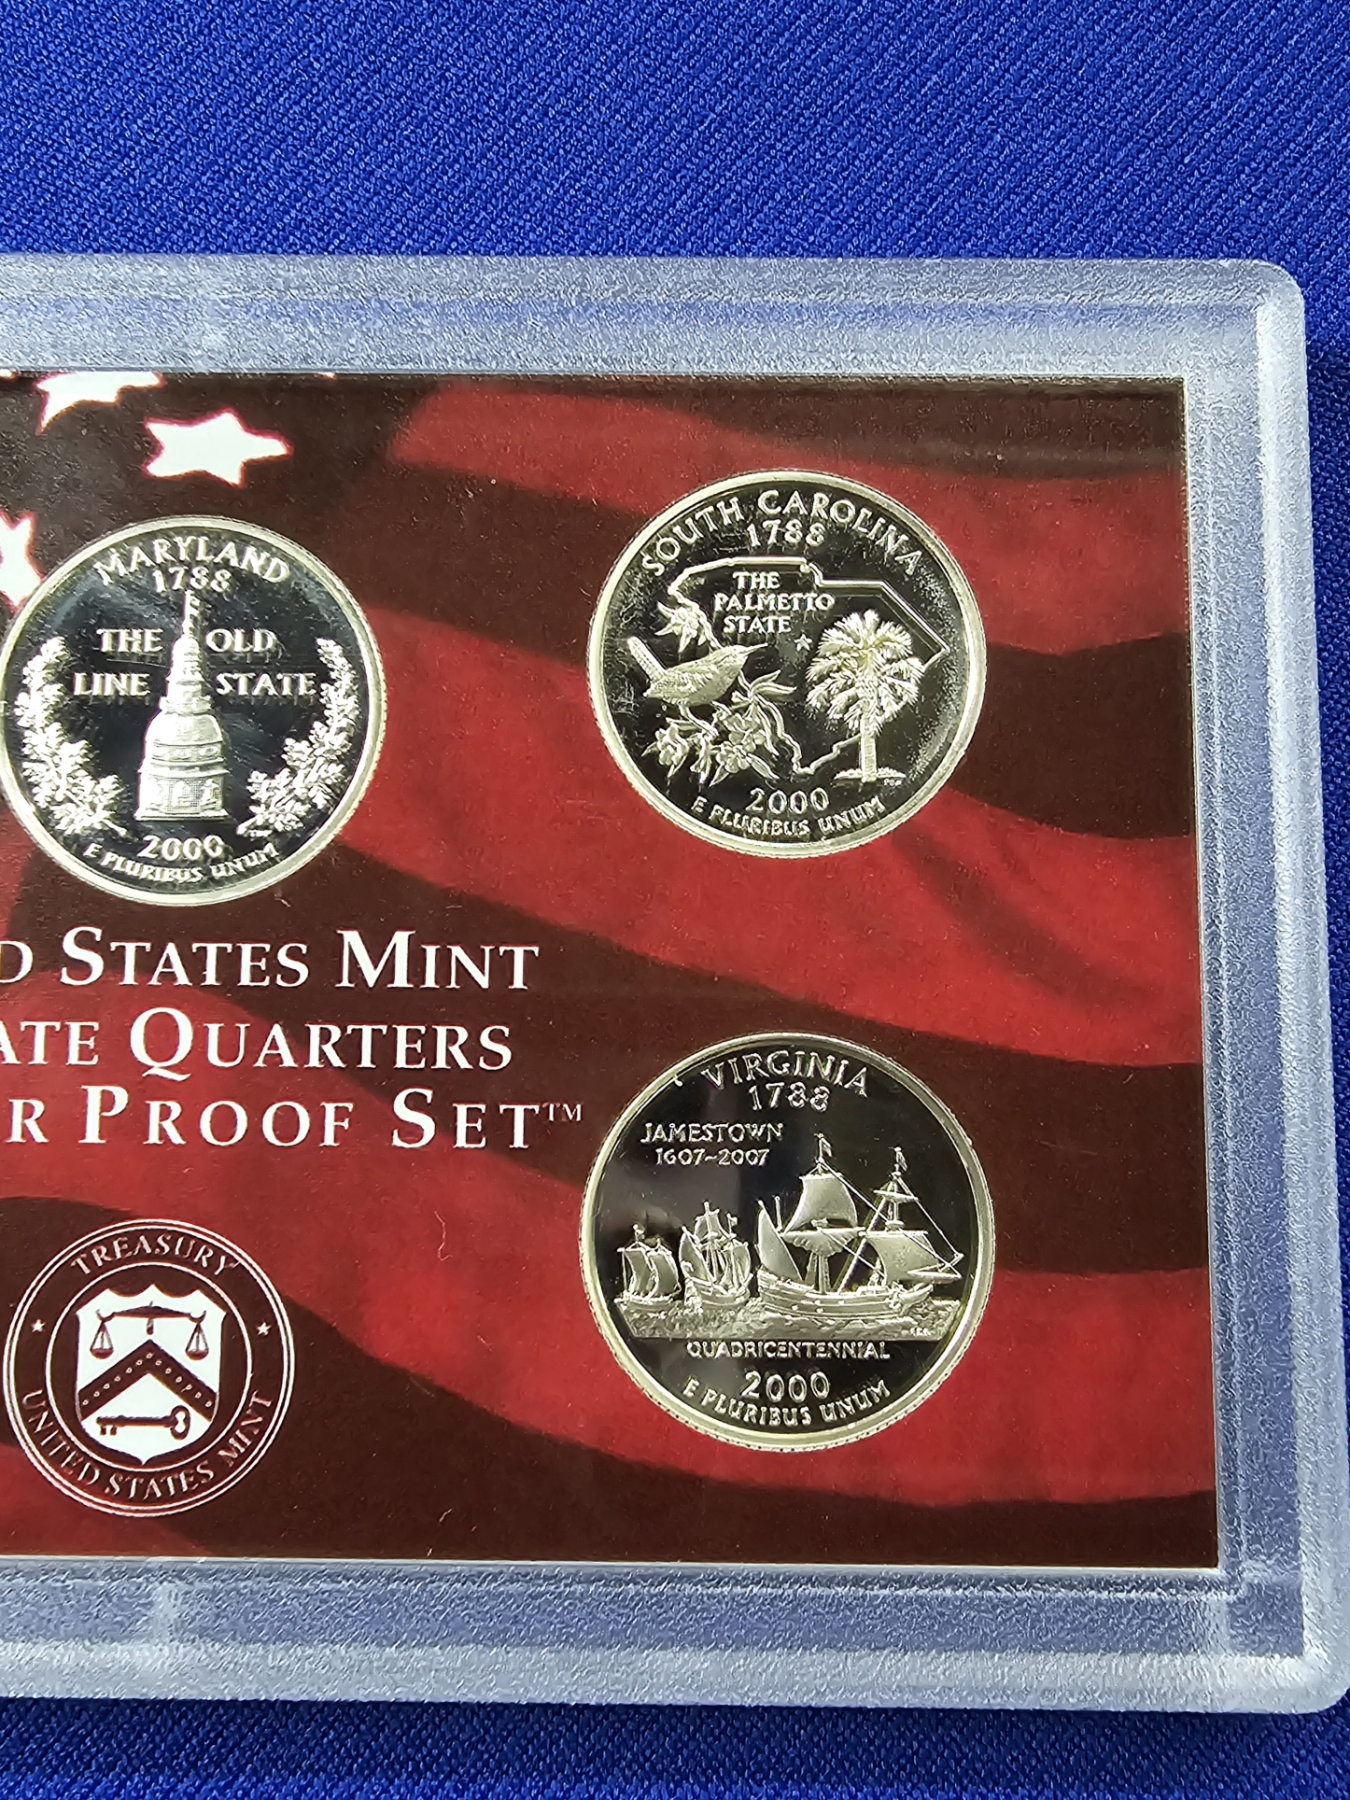 MARYLAND
1788
THE OLD
LINE STATE
2000
E PLURIBUS UNUM
SOUTH CAROLINA
1788
THE
PALMETTO
STATE
2000
E PLURIBUS UNUM
D STATES MINT
ATE QUARTERS
R PROOF SET™
VIRGINIA
1788
JAMESTOWN
1607-2007
QUADRICENTENNIAL
2000
E PLURIBUS UNUM
TREASURY
UNITED STATES MINT